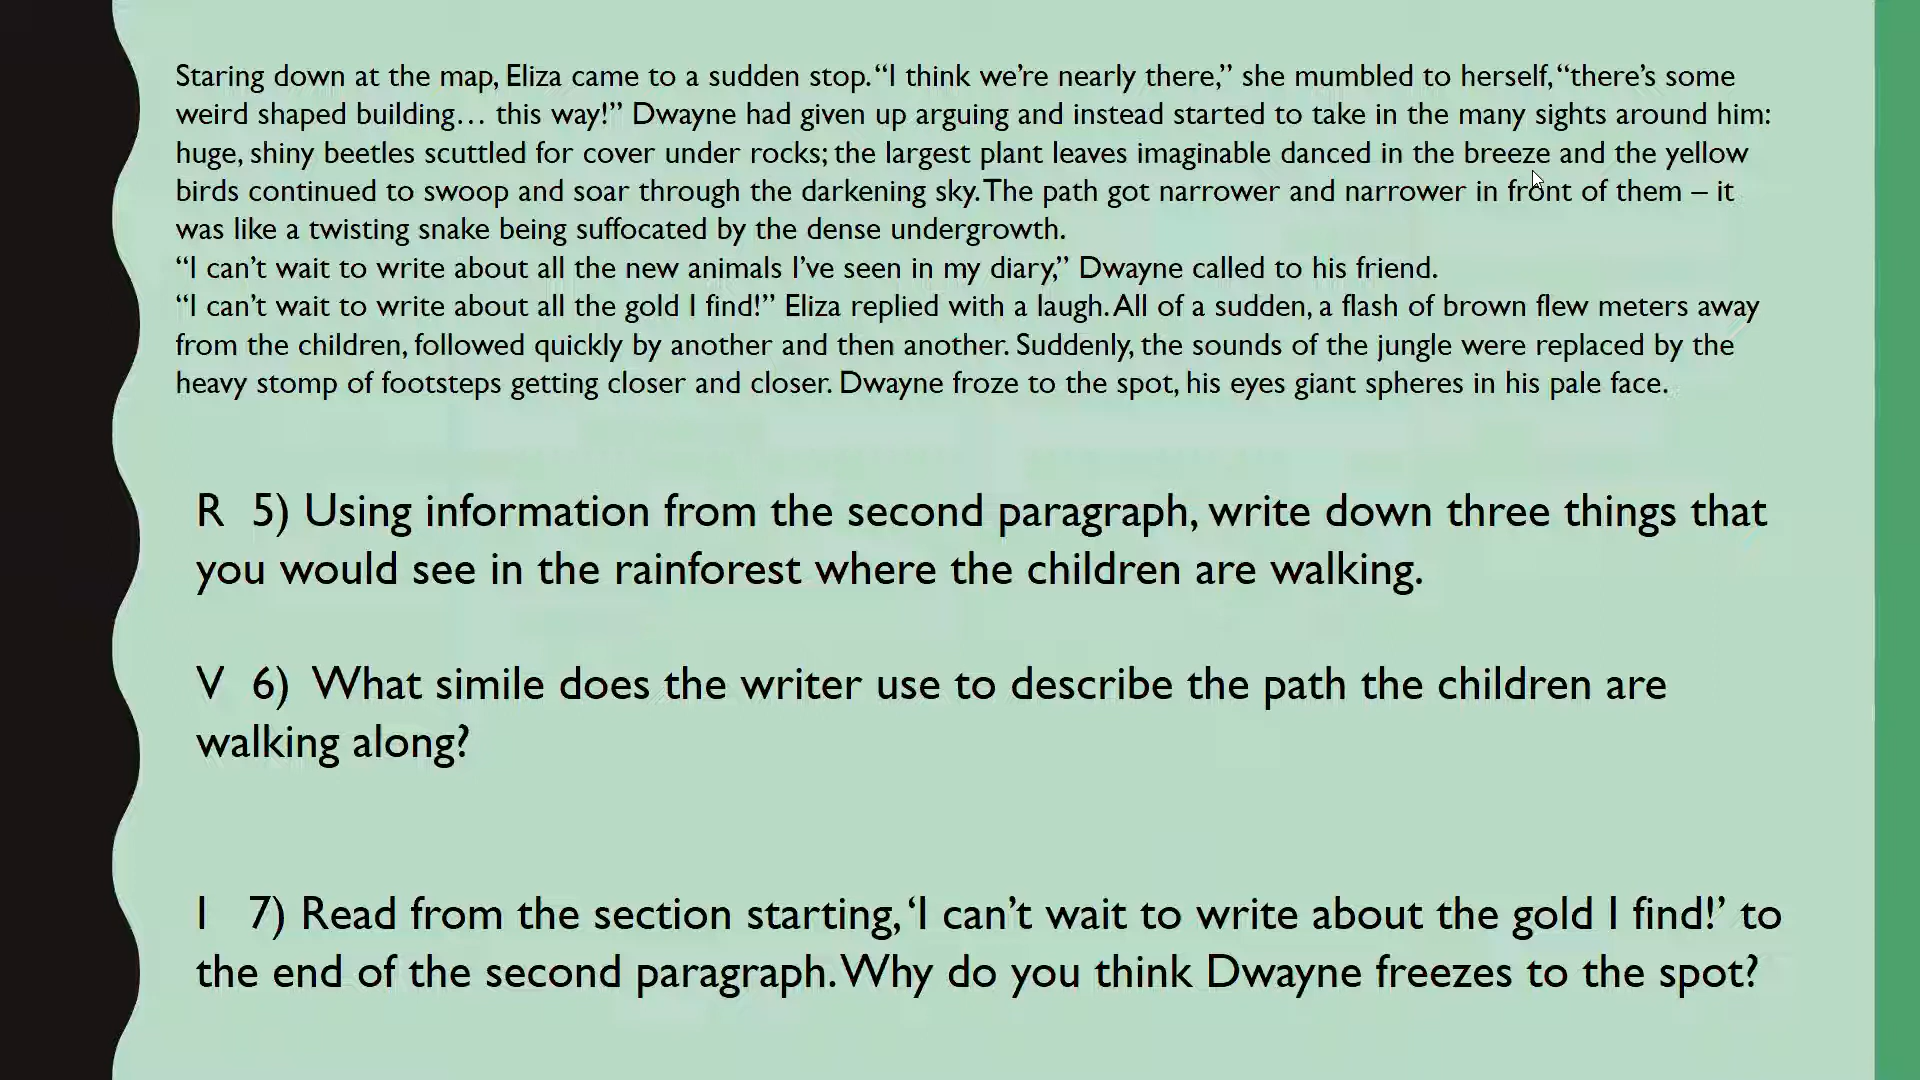 Staring down at the map, Eliza came to a sudden stop. “I think we’re nearly there,” she mumbled to herself, “there’s some
weird shaped building… this way!” Dwayne had given up arguing and instead started to take in the many sights around him:
huge, shiny beetles scuttled for cover under rocks; the largest plant leaves imaginable danced in the breeze and the yellow
birds continued to swoop and soar through the darkening sky. The path got narrower and narrower in front of them – it
was like a twisting snake being suffocated by the dense undergrowth.
“I can’t wait to write about all the new animals I’ve seen in my diary,” Dwayne called to his friend.
“I can’t wait to write about all the gold I find!” Eliza replied with a laugh. All of a sudden, a flash of brown flew meters away
from the children, followed quickly by another and then another. Suddenly, the sounds of the jungle were replaced by the
heavy stomp of footsteps getting closer and closer. Dwayne froze to the spot, his eyes giant spheres in his pale face.
R 5) Using information from the second paragraph, write down three things that
you would see in the rainforest where the children are walking.
V 6) What simile does the writer use to describe the path the children are
walking along?
I 7) Read from the section starting, ‘I can’t wait to write about the gold I find!’ to
the end of the second paragraph. Why do you think Dwayne freezes to the spot?